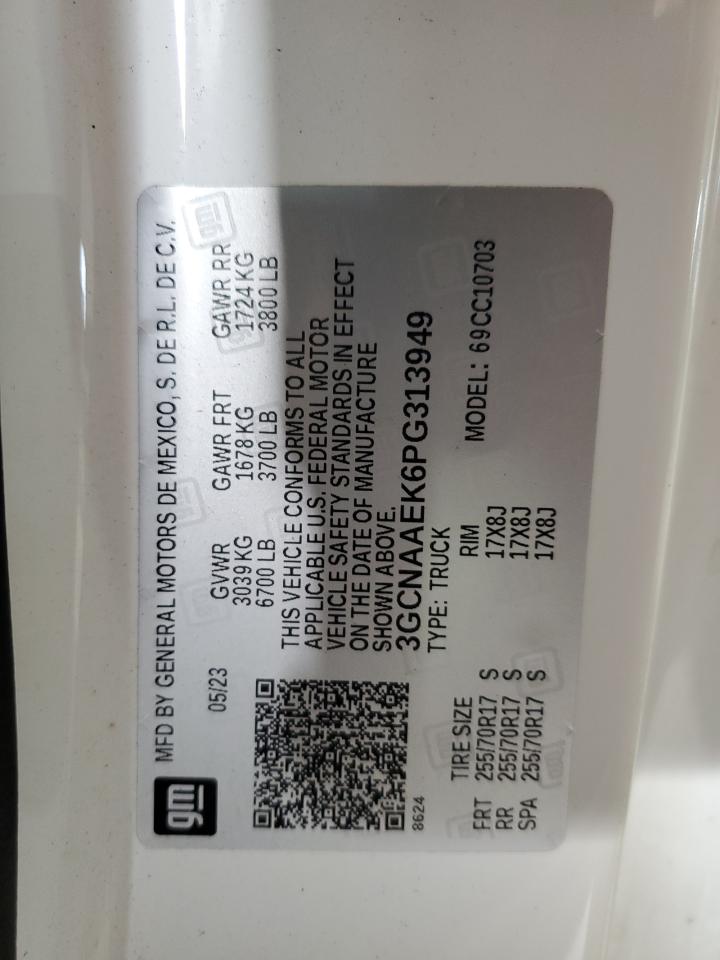 gm MFD BY GENERAL MOTORS DE MEXICO, S. DE R.L. DE C.V.
05/23 GVWR GAWR FRT GAWR RR
3039 KG 1678 KG 1724 KG
6700 LB 3700 LB 3800 LB
THIS VEHICLE CONFORMS TO ALL
APPLICABLE U.S. FEDERAL MOTOR
VEHICLE SAFETY STANDARDS IN EFFECT
ON THE DATE OF MANUFACTURE
SHOWN ABOVE.
3GCNAAEK6PG313949
8624 TYPE: TRUCK
TIRE SIZE RIM MODEL: 69CC10703
FRT 255/70R17 S 17X8J
RR 255/70R17 S 17X8J
SPA 255/70R17 S 17X8J